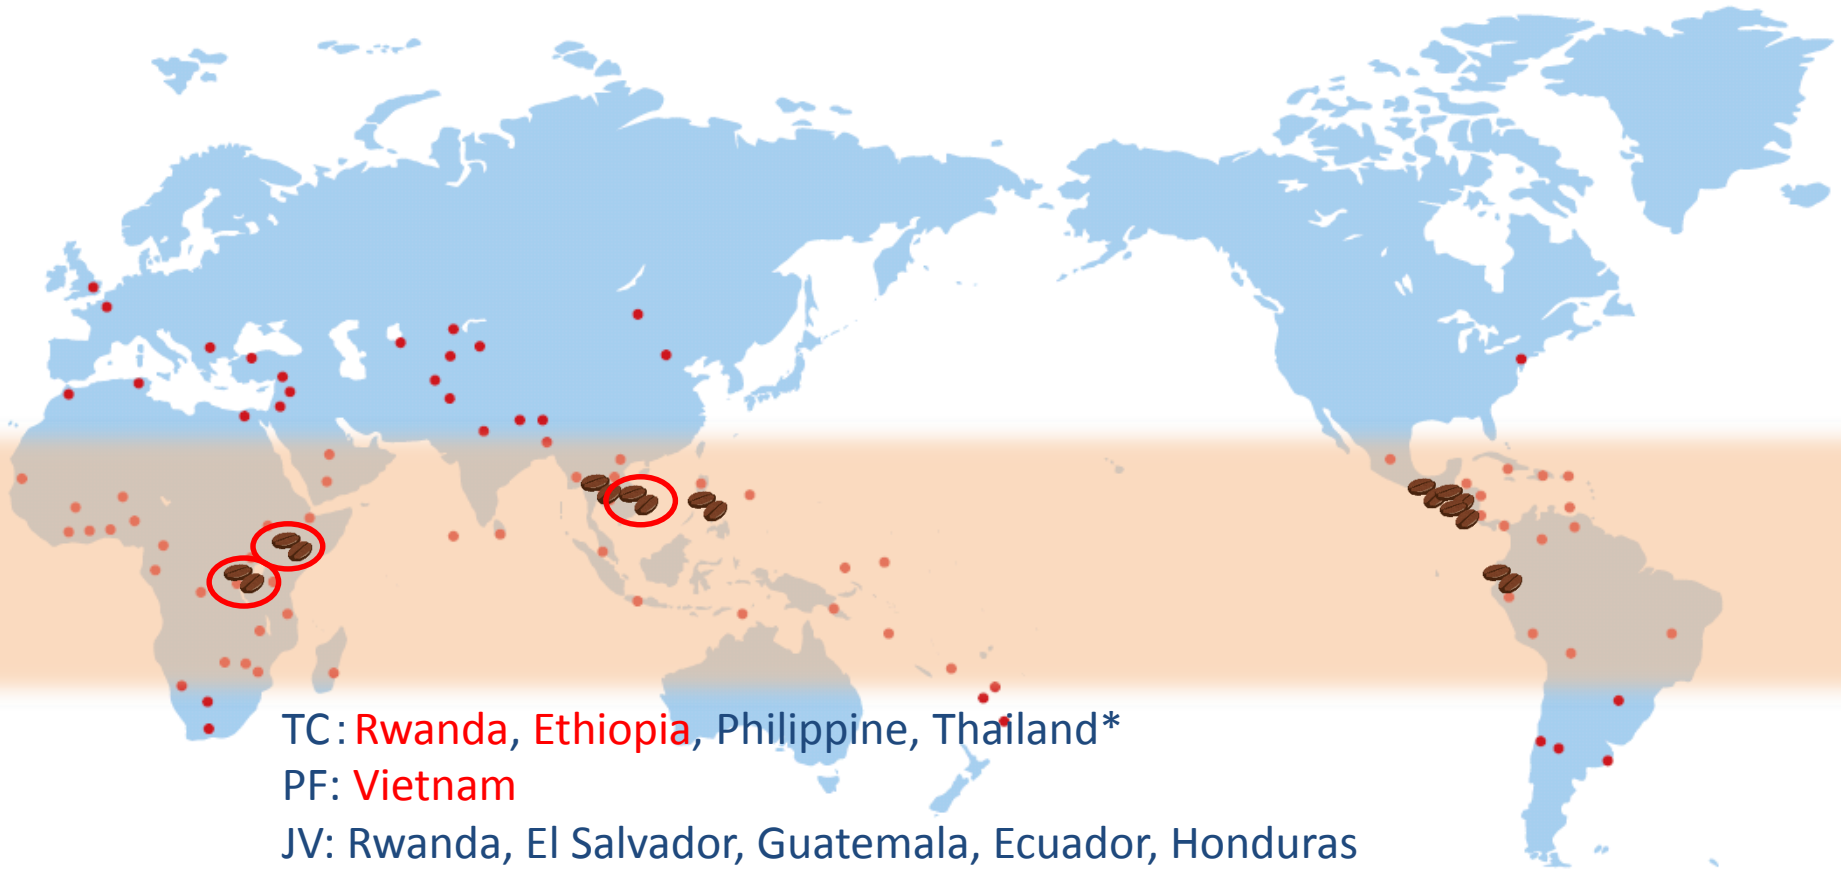 TC: Rwanda, Ethiopia, Philippine, Thailand*
PF: Vietnam
JV: Rwanda, El Salvador, Guatemala, Ecuador, Honduras